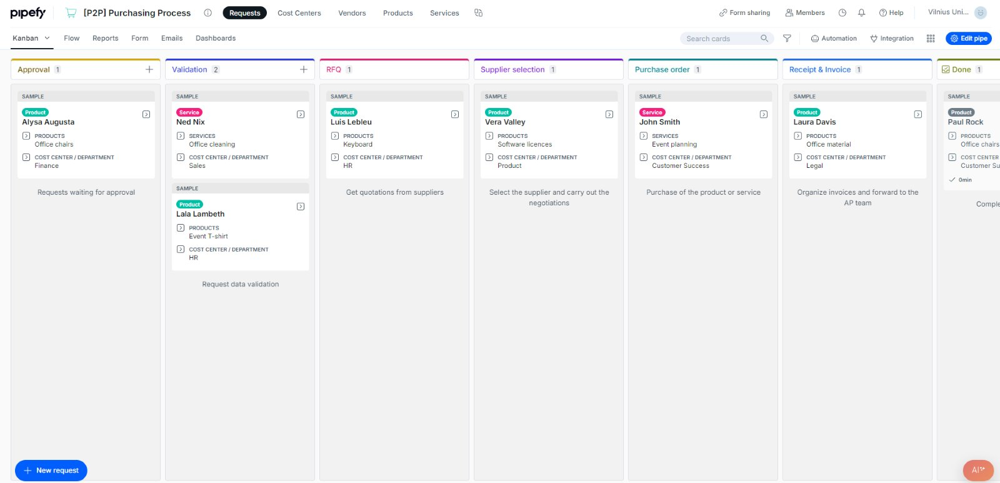 pipefy [P2P] Purchasing Process Requests Cost Centers Vendors Products Services Form sharing Members Help Vilnius Uni...
Kanban Flow Reports Form Emails Dashboards Search cards Automation Integration Edit pipe
Approval 1
SAMPLE
Product
Alysa Augusta
PRODUCTS
Office chairs
COST CENTER / DEPARTMENT
Finance
Requests waiting for approval
Validation 2
SAMPLE
Service
Ned Nix
SERVICES
Office cleaning
COST CENTER / DEPARTMENT
Sales
SAMPLE
Product
Lala Lambeth
PRODUCTS
Event T-shirt
COST CENTER / DEPARTMENT
HR
Request data validation
RFQ 1
SAMPLE
Product
Luis Lebleu
PRODUCTS
Keyboard
COST CENTER / DEPARTMENT
HR
Get quotations from suppliers
Supplier selection 1
SAMPLE
Product
Vera Valley
PRODUCTS
Software licences
COST CENTER / DEPARTMENT
Product
Select the supplier and carry out the
negotiations
Purchase order 1
SAMPLE
Service
John Smith
SERVICES
Event planning
COST CENTER / DEPARTMENT
Customer Success
Purchase of the product or service
Receipt & Invoice 1
SAMPLE
Product
Laura Davis
PRODUCTS
Office material
COST CENTER / DEPARTMENT
Legal
Organize invoices and forward to the
AP team
Done 1
SAMPLE
Product
Paul Rock
PRODUCTS
Office chairs
COST CENTER
Customer Su
0min
Comple
New request
AI